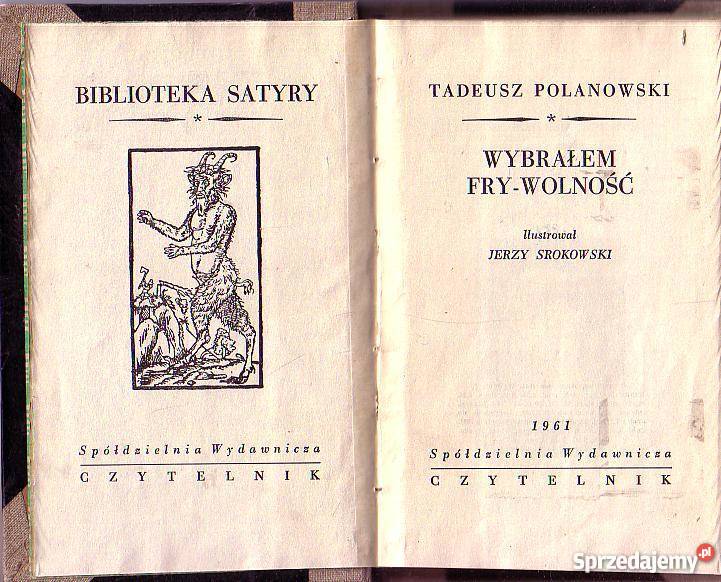 BIBLIOTEKA SATYRY
*
Spółdzielnia Wydawnicza
CZYTELNIK
TADEUSZ POLANOWSKI
*
WYBRAŁEM
FRY-WOLNOŚĆ
Ilustrował
JERZY SROKOWSKI
1961
Spółdzielnia Wydawnicza
CZYTELNIK
Sprzedajemy.pl